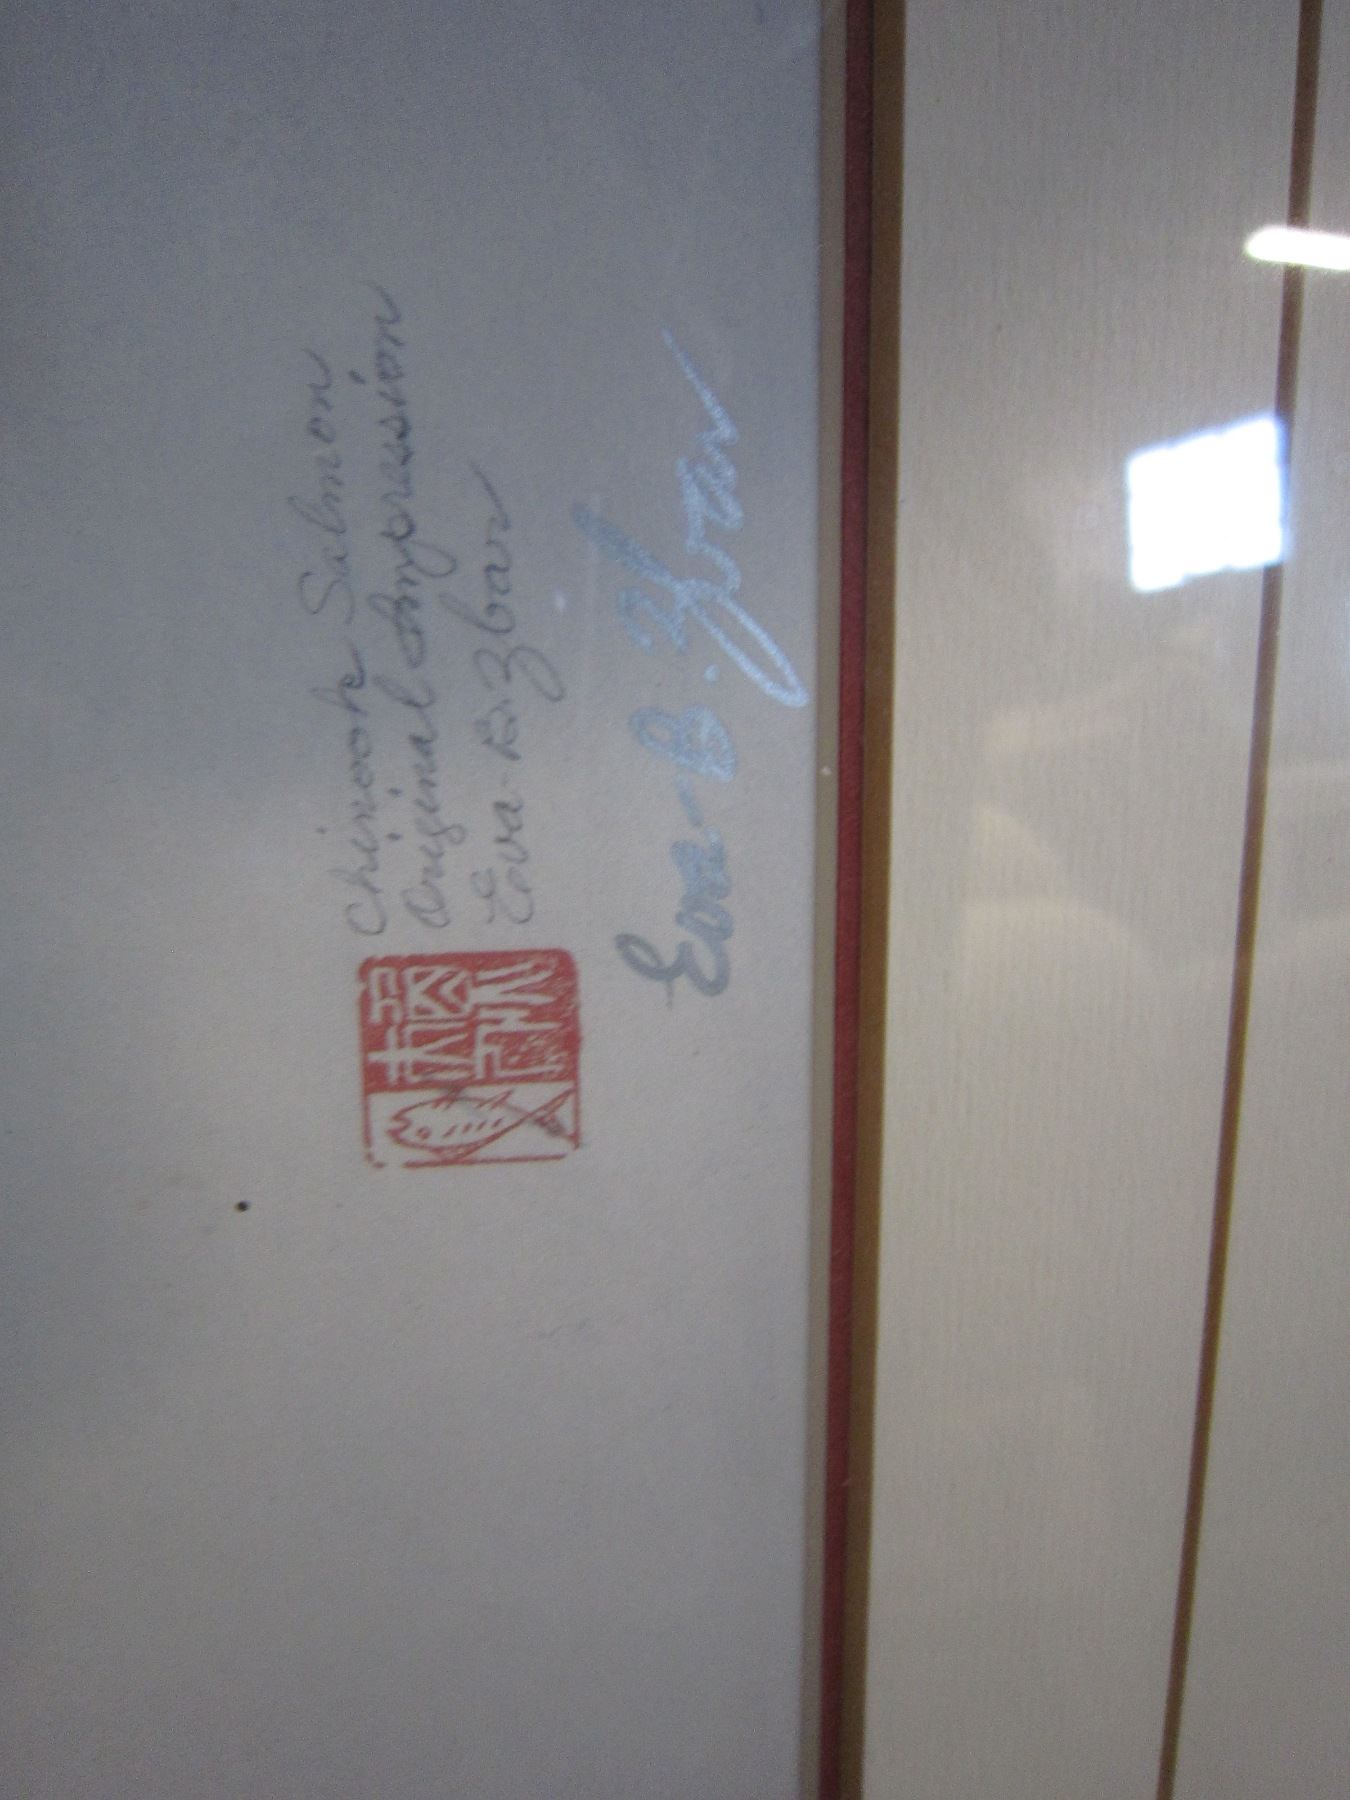 Chinook Salmon
Original Impression
Eva-B. Zbar
Eva-B. Zbar